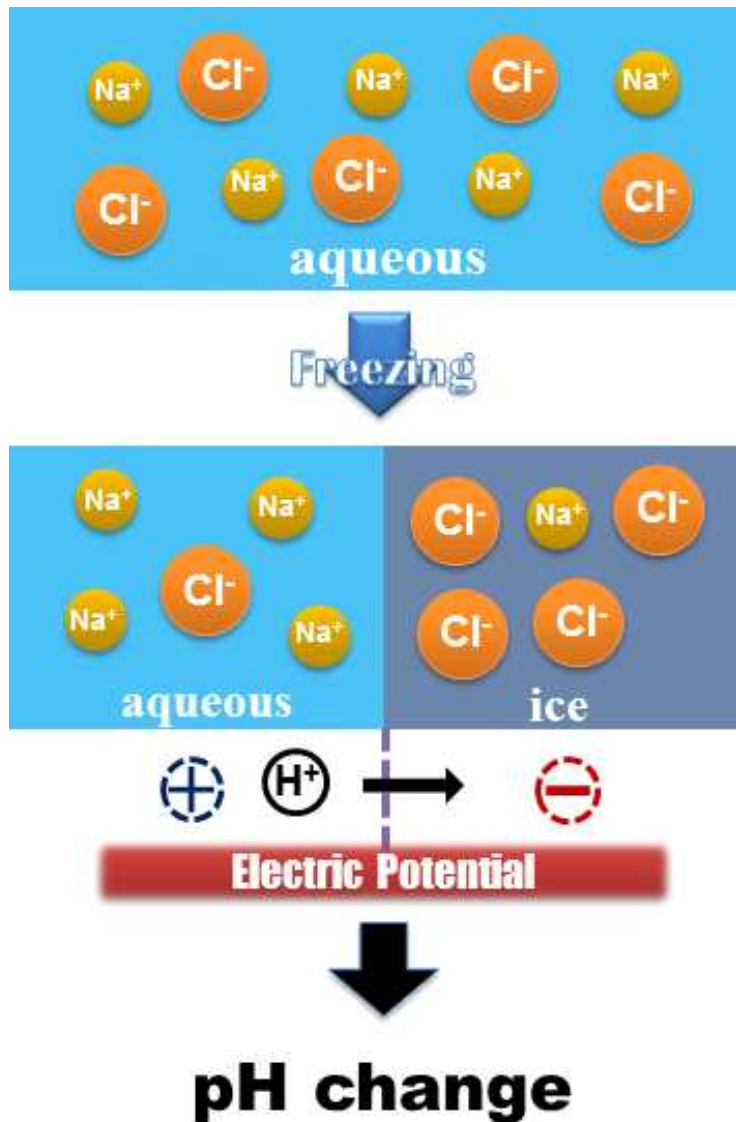 Na⁺ Cl⁻ Na⁺ Cl⁻ Na⁺
Cl⁻ Na⁺ Cl⁻ Na⁺ Cl⁻
aqueous
Freezing
Na⁺ Na⁺ Cl⁻ Na⁺ Cl⁻
Cl⁻
Na⁺ Na⁺ Cl⁻ Cl⁻
aqueous ice
+ H⁺ −
Electric Potential
pH change